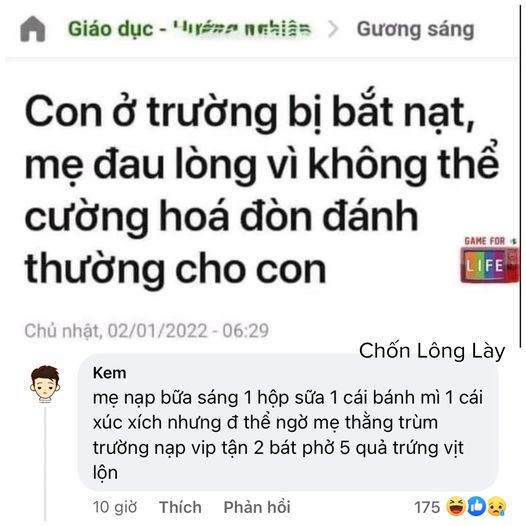 Giáo dục - Hướng nghiệp > Gương sáng
Con ở trường bị bắt nạt,
mẹ đau lòng vì không thể
cường hoá đòn đánh
thường cho con
GAME FOR
LIFE
Chủ nhật, 02/01/2022 - 06:29
Chốn Lông Lày
Kem
mẹ nạp bữa sáng 1 hộp sữa 1 cái bánh mì 1 cái
xúc xích nhưng đ thể ngờ mẹ thằng trùm
trường nạp vip tận 2 bát phở 5 quả trứng vịt
lộn
10 giờ Thích Phản hồi 175